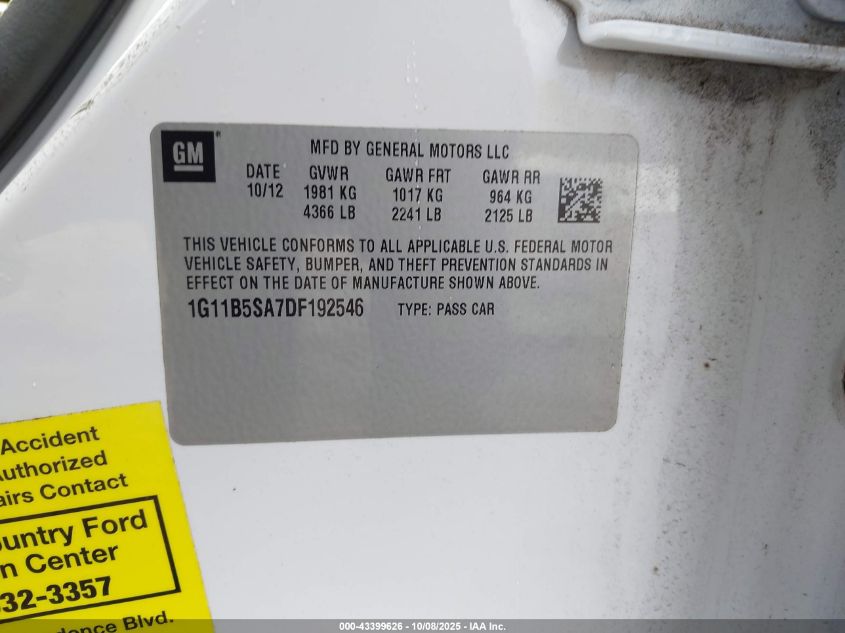 GM
MFD BY GENERAL MOTORS LLC
DATE GVWR GAWR FRT GAWR RR
10/12 1981 KG 1017 KG 964 KG
4366 LB 2241 LB 2125 LB
THIS VEHICLE CONFORMS TO ALL APPLICABLE U.S. FEDERAL MOTOR
VEHICLE SAFETY, BUMPER, AND THEFT PREVENTION STANDARDS IN
EFFECT ON THE DATE OF MANUFACTURE SHOWN ABOVE.
1G11B5SA7DF192546 TYPE: PASS CAR
Accident
uthorized
airs Contact
ountry Ford
n Center
32-3357
dence Blvd.
000-43399626 - 10/08/2025 - IAA Inc.